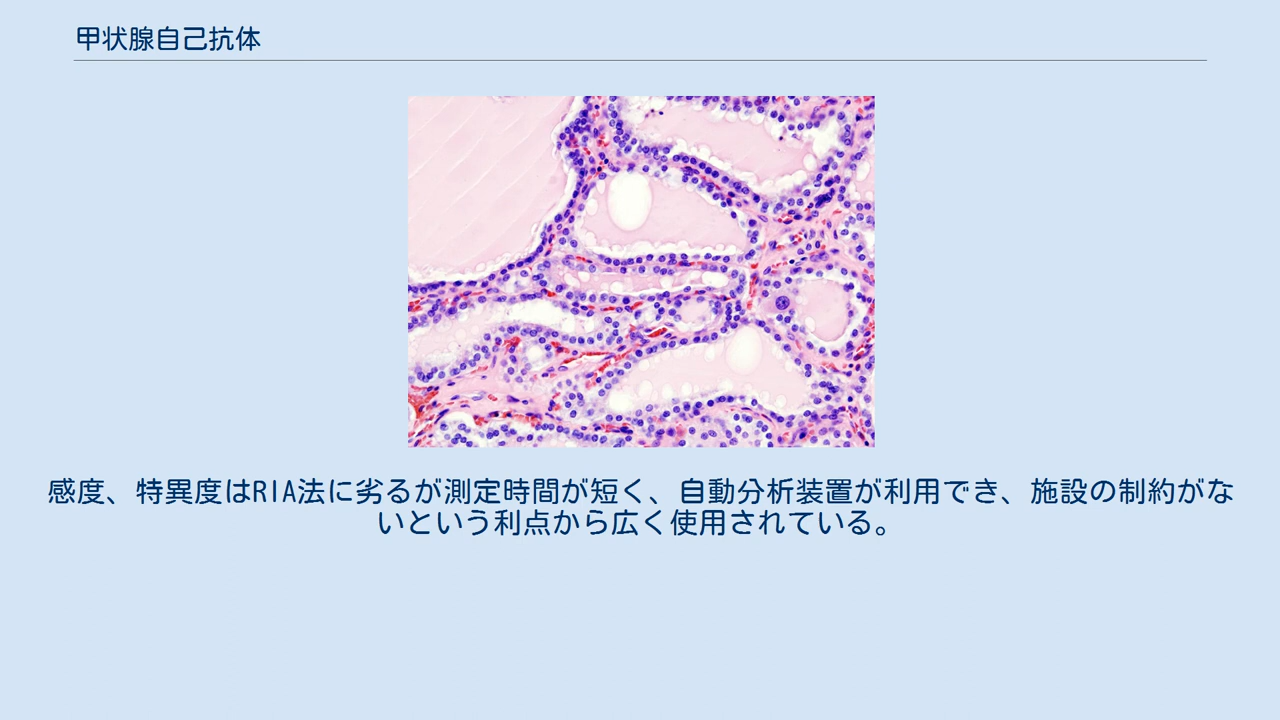 甲状腺自己抗体
感度、特異度はRIA法に劣るが測定時間が短く、自動分析装置が利用でき、施設の制約がな
いという利点から広く使用されている。